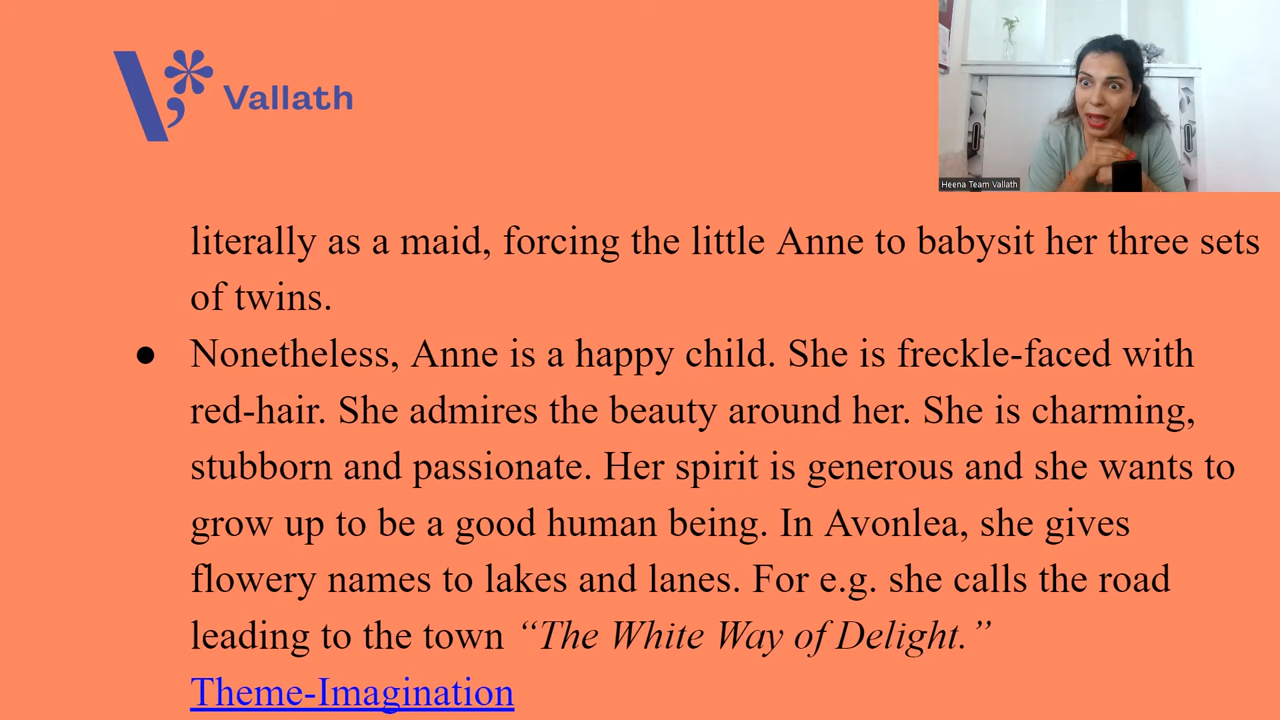 Vallath
Heena Team Vallath
literally as a maid, forcing the little Anne to babysit her three sets
of twins.
● Nonetheless, Anne is a happy child. She is freckle-faced with
red-hair. She admires the beauty around her. She is charming,
stubborn and passionate. Her spirit is generous and she wants to
grow up to be a good human being. In Avonlea, she gives
flowery names to lakes and lanes. For e.g. she calls the road
leading to the town “The White Way of Delight.”
Theme-Imagination